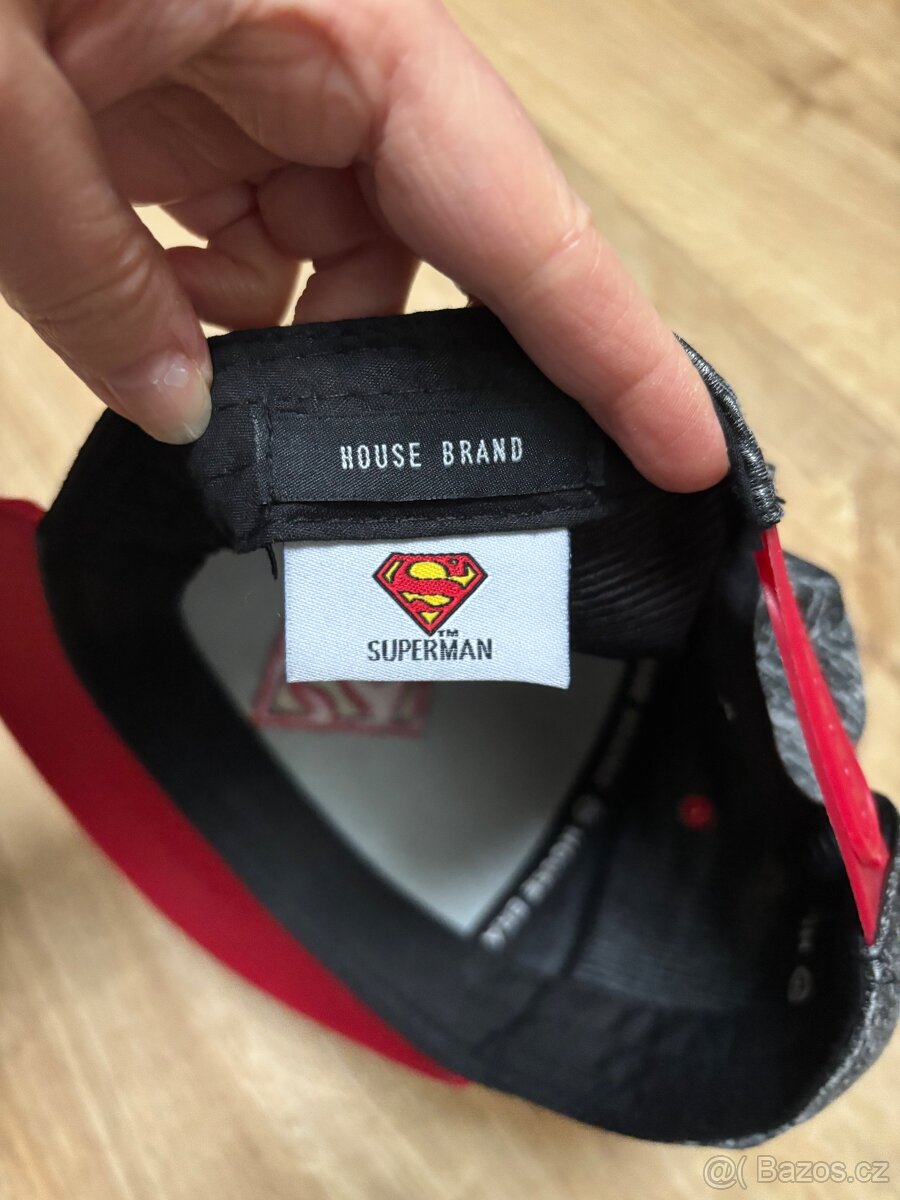 HOUSE BRAND
TM
SUPERMAN
@( Bazos.cz